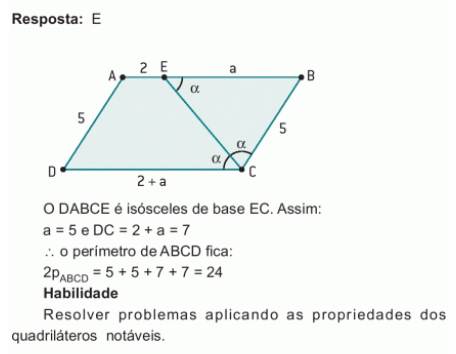 Resposta: E
A 2 E a B
α
5 5
α α
D C
2 + a
O DABCE é isósceles de base EC. Assim:
a = 5 e DC = 2 + a = 7
∴ o perímetro de ABCD fica:
2pABCD = 5 + 5 + 7 + 7 = 24
Habilidade
Resolver problemas aplicando as propriedades dos
quadriláteros notáveis.